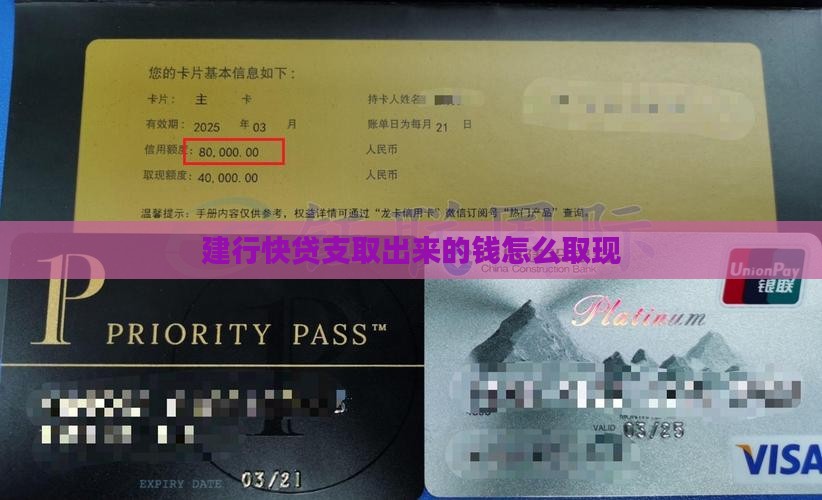 您的卡片基本信息如下：
卡片： 主 卡 持卡人姓名
有效期： 2025 年 03 月 账单日为每月 21 日
信用额度：80,000.00 人民币
取现额度：40,000.00 人民币
温馨提示：手册内容仅供参考，权益详情可通过“龙卡信用卡”微信订阅号“热门产品”查询。
建行快贷支取出来的钱怎么取现
China Construction Bank
UnionPay
银联
P
PRIORITY PASS™
Platinum
VALID 03/25
EXPIRY DATE 03/21
VISA